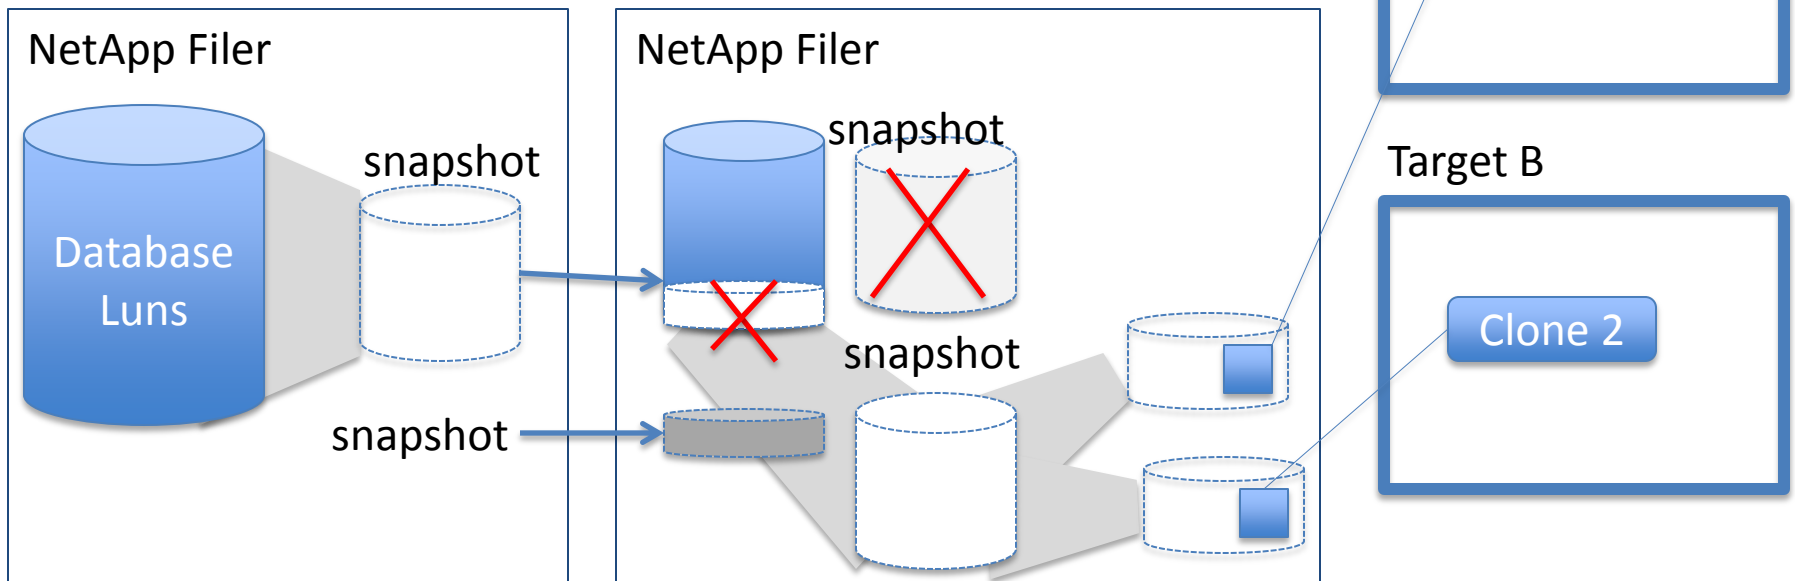 NetApp Filer
snapshot
Database
Luns
snapshot
NetApp Filer
snapshot
snapshot
Target B
Clone 2